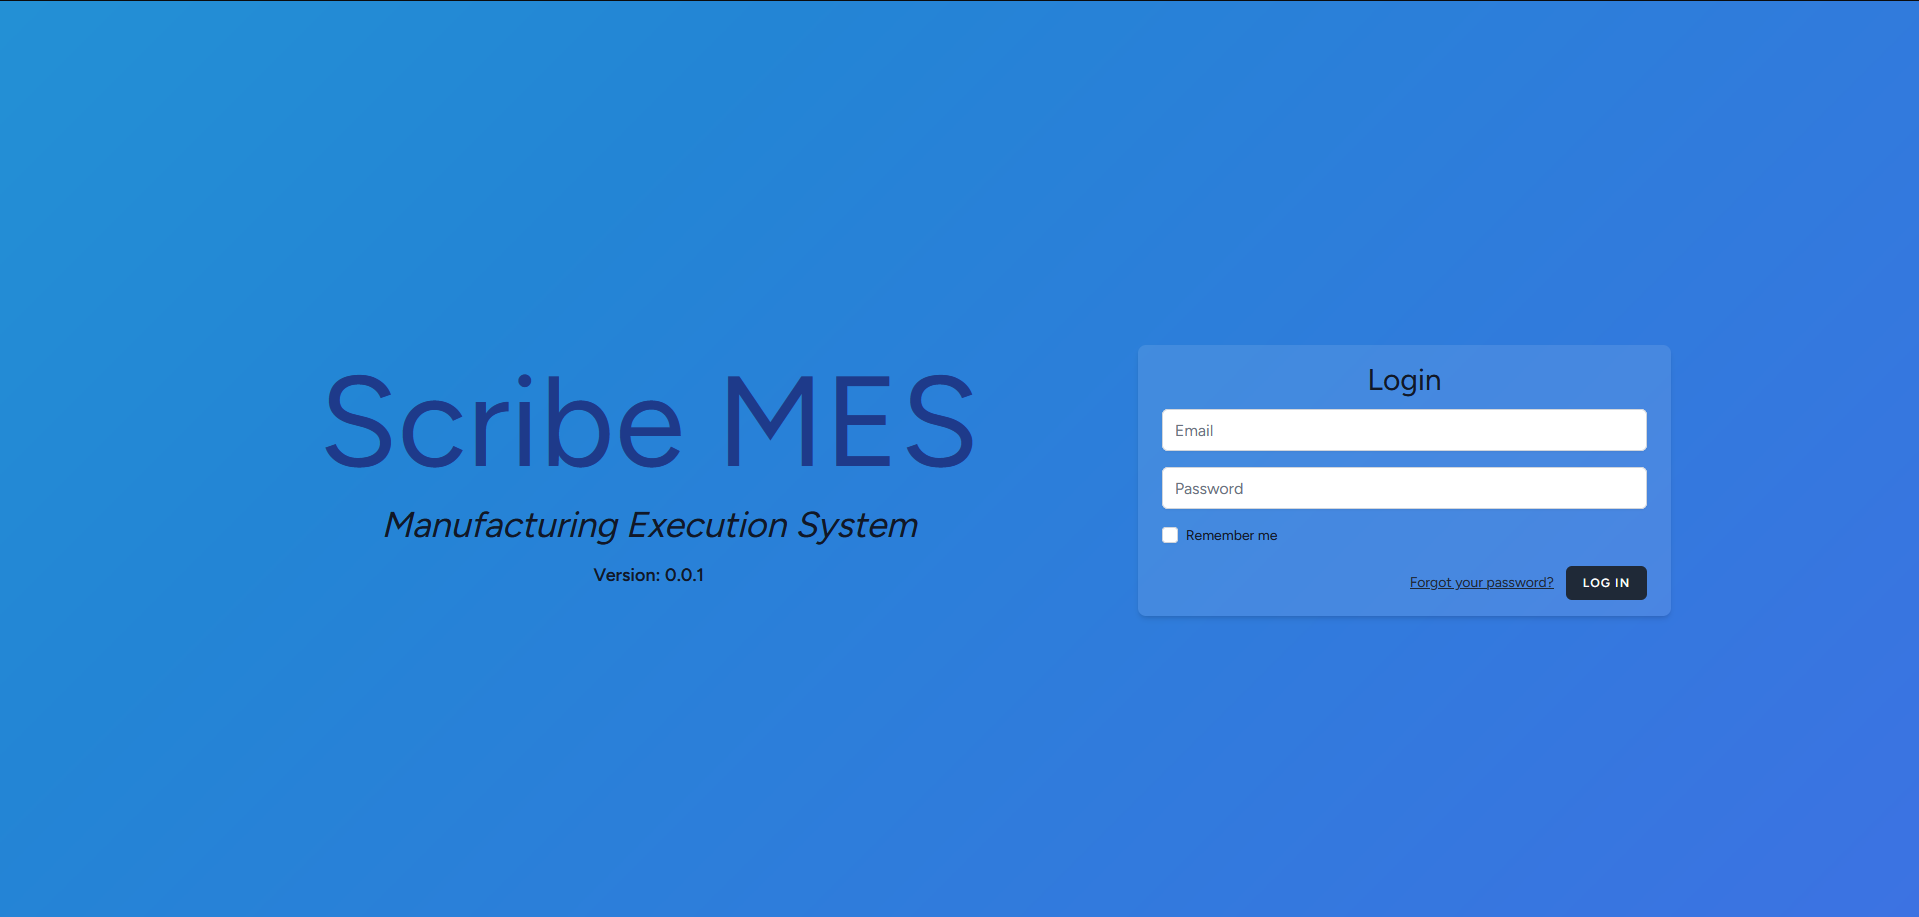 Scribe MES
Manufacturing Execution System
Version: 0.0.1
Login
Email
Password
Remember me
Forgot your password?
LOG IN